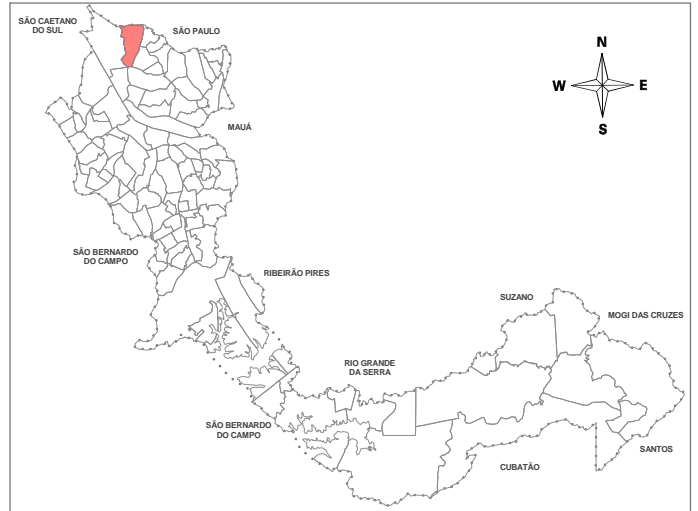 SÃO CAETANO
DO SUL
SÃO PAULO
N
W
E
S
MAUÁ
SÃO BERNARDO
DO CAMPO
RIBEIRÃO PIRES
SUZANO
MOGI DAS CRUZES
RIO GRANDE
DA SERRA
SÃO BERNARDO
DO CAMPO
SANTOS
CUBATÃO